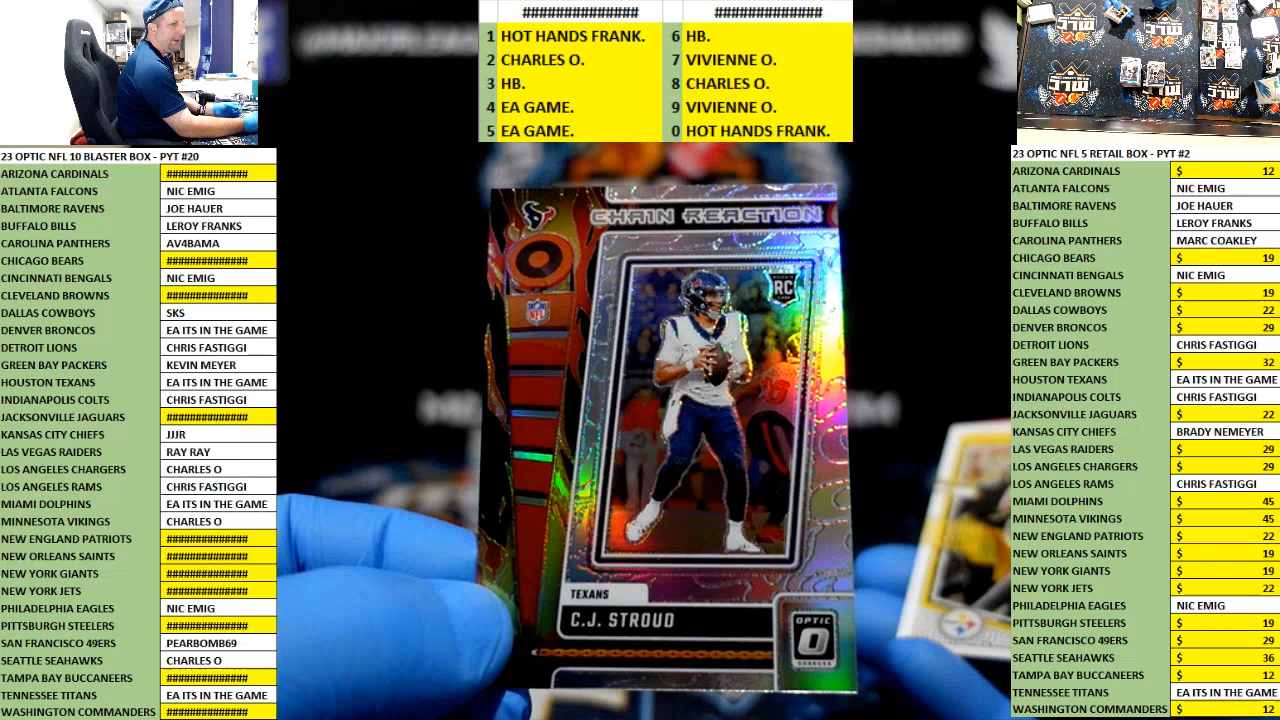 ##############
#############
1 HOT HANDS FRANK.
2 CHARLES O.
3 HB.
4 EA GAME.
5 EA GAME.
6 HB.
7 VIVIENNE O.
8 CHARLES O.
9 VIVIENNE O.
0 HOT HANDS FRANK.
23 OPTIC NFL 10 BLASTER BOX - PYT #20
ARIZONA CARDINALS ##############
ATLANTA FALCONS NIC EMIG
BALTIMORE RAVENS JOE HAUER
BUFFALO BILLS LEROY FRANKS
CAROLINA PANTHERS AV4BAMA
CHICAGO BEARS ##############
CINCINNATI BENGALS NIC EMIG
CLEVELAND BROWNS ##############
DALLAS COWBOYS SKS
DENVER BRONCOS EA ITS IN THE GAME
DETROIT LIONS CHRIS FASTIGGI
GREEN BAY PACKERS KEVIN MEYER
HOUSTON TEXANS EA ITS IN THE GAME
INDIANAPOLIS COLTS CHRIS FASTIGGI
JACKSONVILLE JAGUARS ##############
KANSAS CITY CHIEFS JJJR
LAS VEGAS RAIDERS RAY RAY
LOS ANGELES CHARGERS CHARLES O
LOS ANGELES RAMS CHRIS FASTIGGI
MIAMI DOLPHINS EA ITS IN THE GAME
MINNESOTA VIKINGS CHARLES O
NEW ENGLAND PATRIOTS ##############
NEW ORLEANS SAINTS ##############
NEW YORK GIANTS ##############
NEW YORK JETS ##############
PHILADELPHIA EAGLES NIC EMIG
PITTSBURGH STEELERS ##############
SAN FRANCISCO 49ERS PEARBOMB69
SEATTLE SEAHAWKS CHARLES O
TAMPA BAY BUCCANEERS ##############
TENNESSEE TITANS EA ITS IN THE GAME
WASHINGTON COMMANDERS ##############
CHAIN REACTION
NFL
RC
TEXANS
C.J. STROUD
OPTIC
DONRUSS
23 OPTIC NFL 5 RETAIL BOX - PYT #2
ARIZONA CARDINALS $ 12
ATLANTA FALCONS NIC EMIG
BALTIMORE RAVENS JOE HAUER
BUFFALO BILLS LEROY FRANKS
CAROLINA PANTHERS MARC COAKLEY
CHICAGO BEARS $ 19
CINCINNATI BENGALS NIC EMIG
CLEVELAND BROWNS $ 19
DALLAS COWBOYS $ 22
DENVER BRONCOS $ 29
DETROIT LIONS CHRIS FASTIGGI
GREEN BAY PACKERS $ 32
HOUSTON TEXANS EA ITS IN THE GAME
INDIANAPOLIS COLTS CHRIS FASTIGGI
JACKSONVILLE JAGUARS $ 22
KANSAS CITY CHIEFS BRADY NEMEYER
LAS VEGAS RAIDERS $ 29
LOS ANGELES CHARGERS $ 29
LOS ANGELES RAMS CHRIS FASTIGGI
MIAMI DOLPHINS $ 45
MINNESOTA VIKINGS $ 45
NEW ENGLAND PATRIOTS $ 22
NEW ORLEANS SAINTS $ 19
NEW YORK GIANTS $ 19
NEW YORK JETS $ 22
PHILADELPHIA EAGLES NIC EMIG
PITTSBURGH STEELERS $ 19
SAN FRANCISCO 49ERS $ 29
SEATTLE SEAHAWKS $ 36
TAMPA BAY BUCCANEERS $ 12
TENNESSEE TITANS EA ITS IN THE GAME
WASHINGTON COMMANDERS $ 12